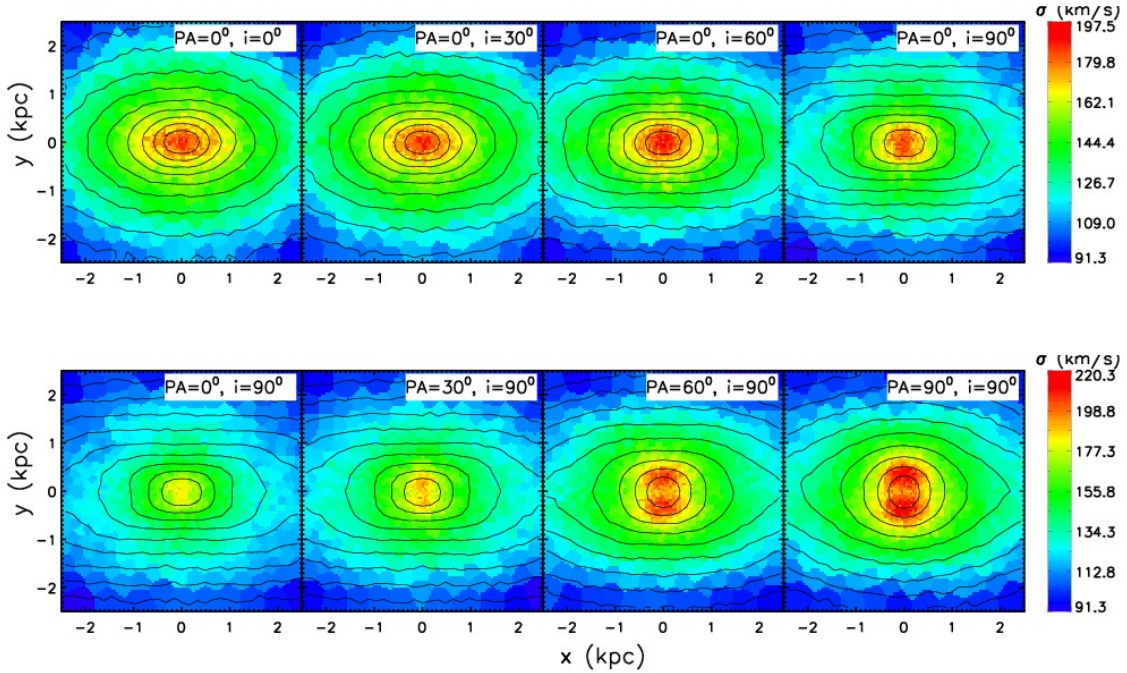 σ (km/s)
PA=0⁰, i=0⁰ PA=0⁰, i=30⁰ PA=0⁰, i=60⁰ PA=0⁰, i=90⁰
197.5
179.8
162.1
144.4
126.7
109.0
91.3
y (kpc)
2
1
0
-1
-2
-2 -1 0 1 2 -2 -1 0 1 2 -2 -1 0 1 2 -2 -1 0 1 2
σ (km/s)
PA=0⁰, i=90⁰ PA=30⁰, i=90⁰ PA=60⁰, i=90⁰ PA=90⁰, i=90⁰
220.3
198.8
177.3
155.8
134.3
112.8
91.3
y (kpc)
2
1
0
-1
-2
-2 -1 0 1 2 -2 -1 0 1 2 -2 -1 0 1 2 -2 -1 0 1 2
x (kpc)